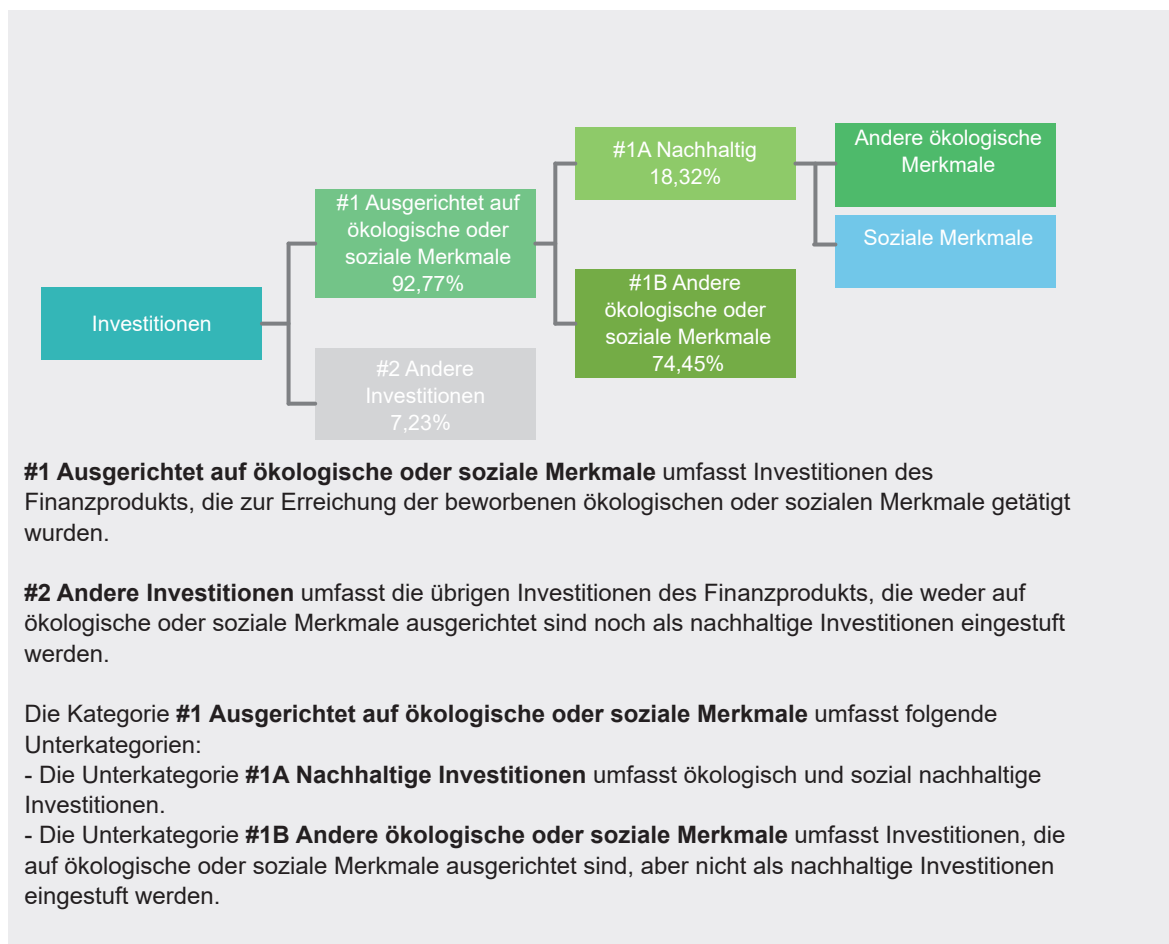 Investitionen
#1 Ausgerichtet auf
ökologische oder
soziale Merkmale
92,77%
#2 Andere
Investitionen
7,23%
#1A Nachhaltig
18,32%
#1B Andere
ökologische oder
soziale Merkmale
74,45%
Andere ökologische
Merkmale
Soziale Merkmale
#1 Ausgerichtet auf ökologische oder soziale Merkmale umfasst Investitionen des
Finanzprodukts, die zur Erreichung der beworbenen ökologischen oder sozialen Merkmale getätigt
wurden.
#2 Andere Investitionen umfasst die übrigen Investitionen des Finanzprodukts, die weder auf
ökologische oder soziale Merkmale ausgerichtet sind noch als nachhaltige Investitionen eingestuft
werden.
Die Kategorie #1 Ausgerichtet auf ökologische oder soziale Merkmale umfasst folgende
Unterkategorien:
- Die Unterkategorie #1A Nachhaltige Investitionen umfasst ökologisch und sozial nachhaltige
Investitionen.
- Die Unterkategorie #1B Andere ökologische oder soziale Merkmale umfasst Investitionen, die
auf ökologische oder soziale Merkmale ausgerichtet sind, aber nicht als nachhaltige Investitionen
eingestuft werden.